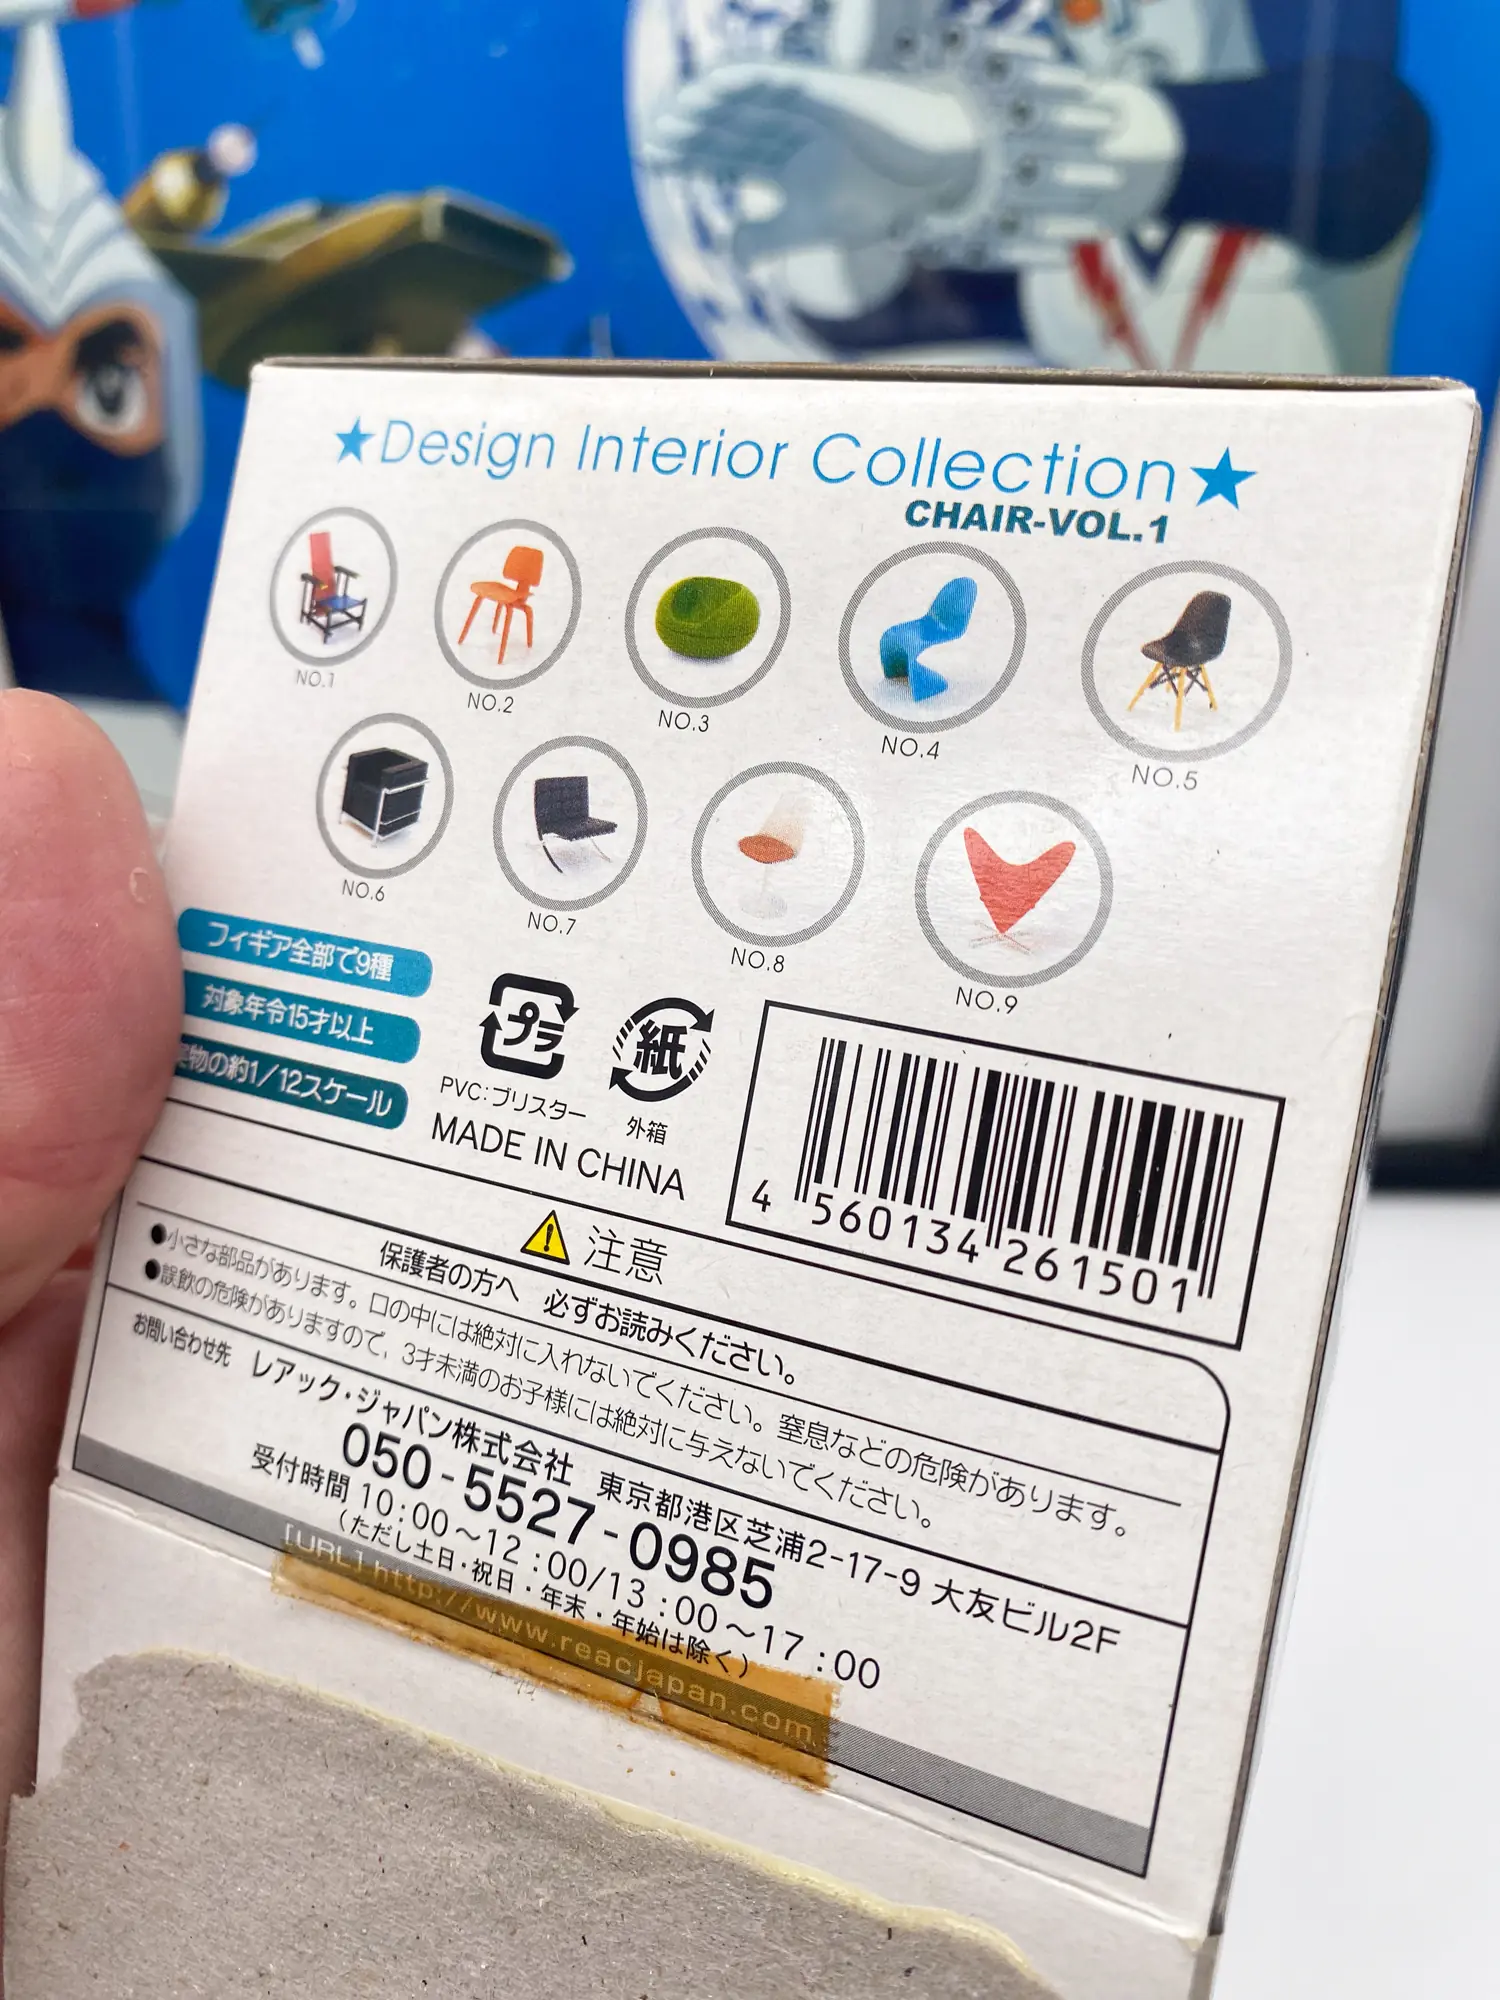 ★Design Interior Collection★
CHAIR-VOL.1
NO.1
NO.2
NO.3
NO.4
NO.5
NO.6
NO.7
NO.8
NO.9
フィギア全部で9種
対象年令15才以上
実物の約1/12スケール
プラ
紙
PVC:ブリスター
外箱
MADE IN CHINA
4 560134 261501
注意
保護者の方へ 必ずお読みください。
●小さな部品があります。口の中には絶対に入れないでください。窒息などの危険があります。
●誤飲の危険がありますので、3才未満のお子様には絶対に与えないでください。
お問い合わせ先 レアック・ジャパン株式会社 東京都港区芝浦2-17-9 大友ビル2F
050-5527-0985
受付時間 10:00～12:00/13:00～17:00
(ただし土日・祝日・年末・年始は除く)
[URL] http://www.reacjapan.com